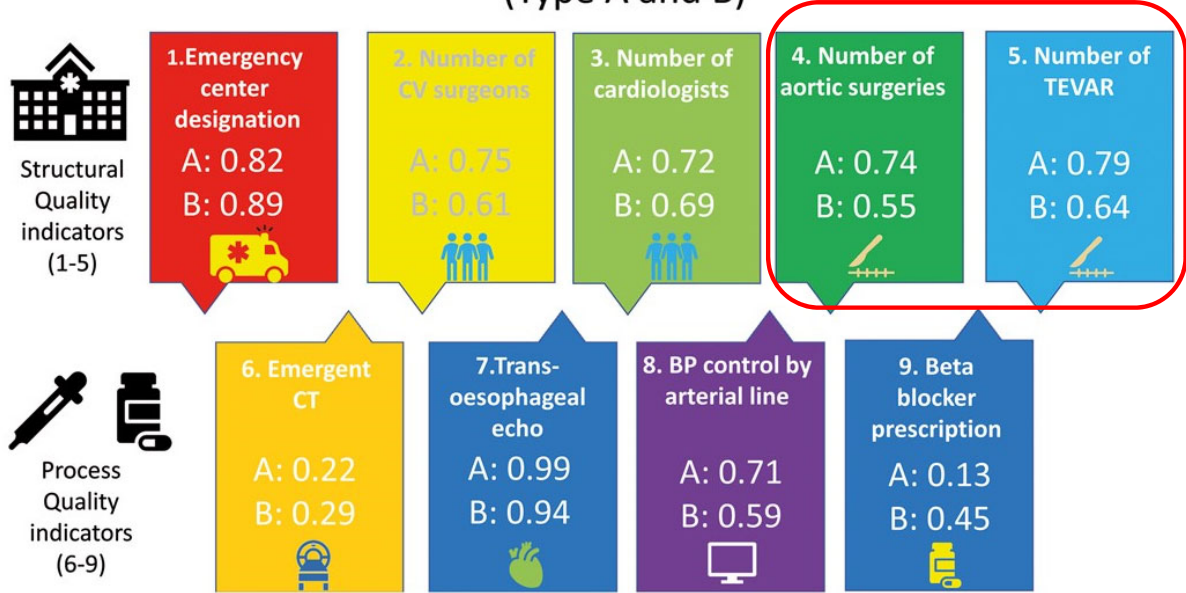 (Type A and B)
Structural
Quality
indicators
(1-5)
1.Emergency
center
designation
A: 0.82
B: 0.89
2. Number of
CV surgeons
A: 0.75
B: 0.61
3. Number of
cardiologists
A: 0.72
B: 0.69
4. Number of
aortic surgeries
A: 0.74
B: 0.55
5. Number of
TEVAR
A: 0.79
B: 0.64
Process
Quality
indicators
(6-9)
6. Emergent
CT
A: 0.22
B: 0.29
7.Trans-
oesophageal
echo
A: 0.99
B: 0.94
8. BP control by
arterial line
A: 0.71
B: 0.59
9. Beta
blocker
prescription
A: 0.13
B: 0.45